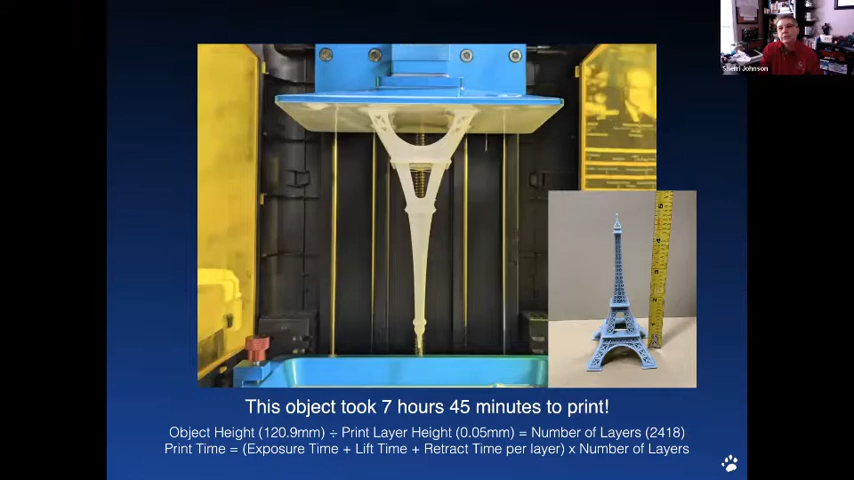 Sherri Johnson
This object took 7 hours 45 minutes to print!
Object Height (120.9mm) ÷ Print Layer Height (0.05mm) = Number of Layers (2418)
Print Time = (Exposure Time + Lift Time + Retract Time per layer) x Number of Layers